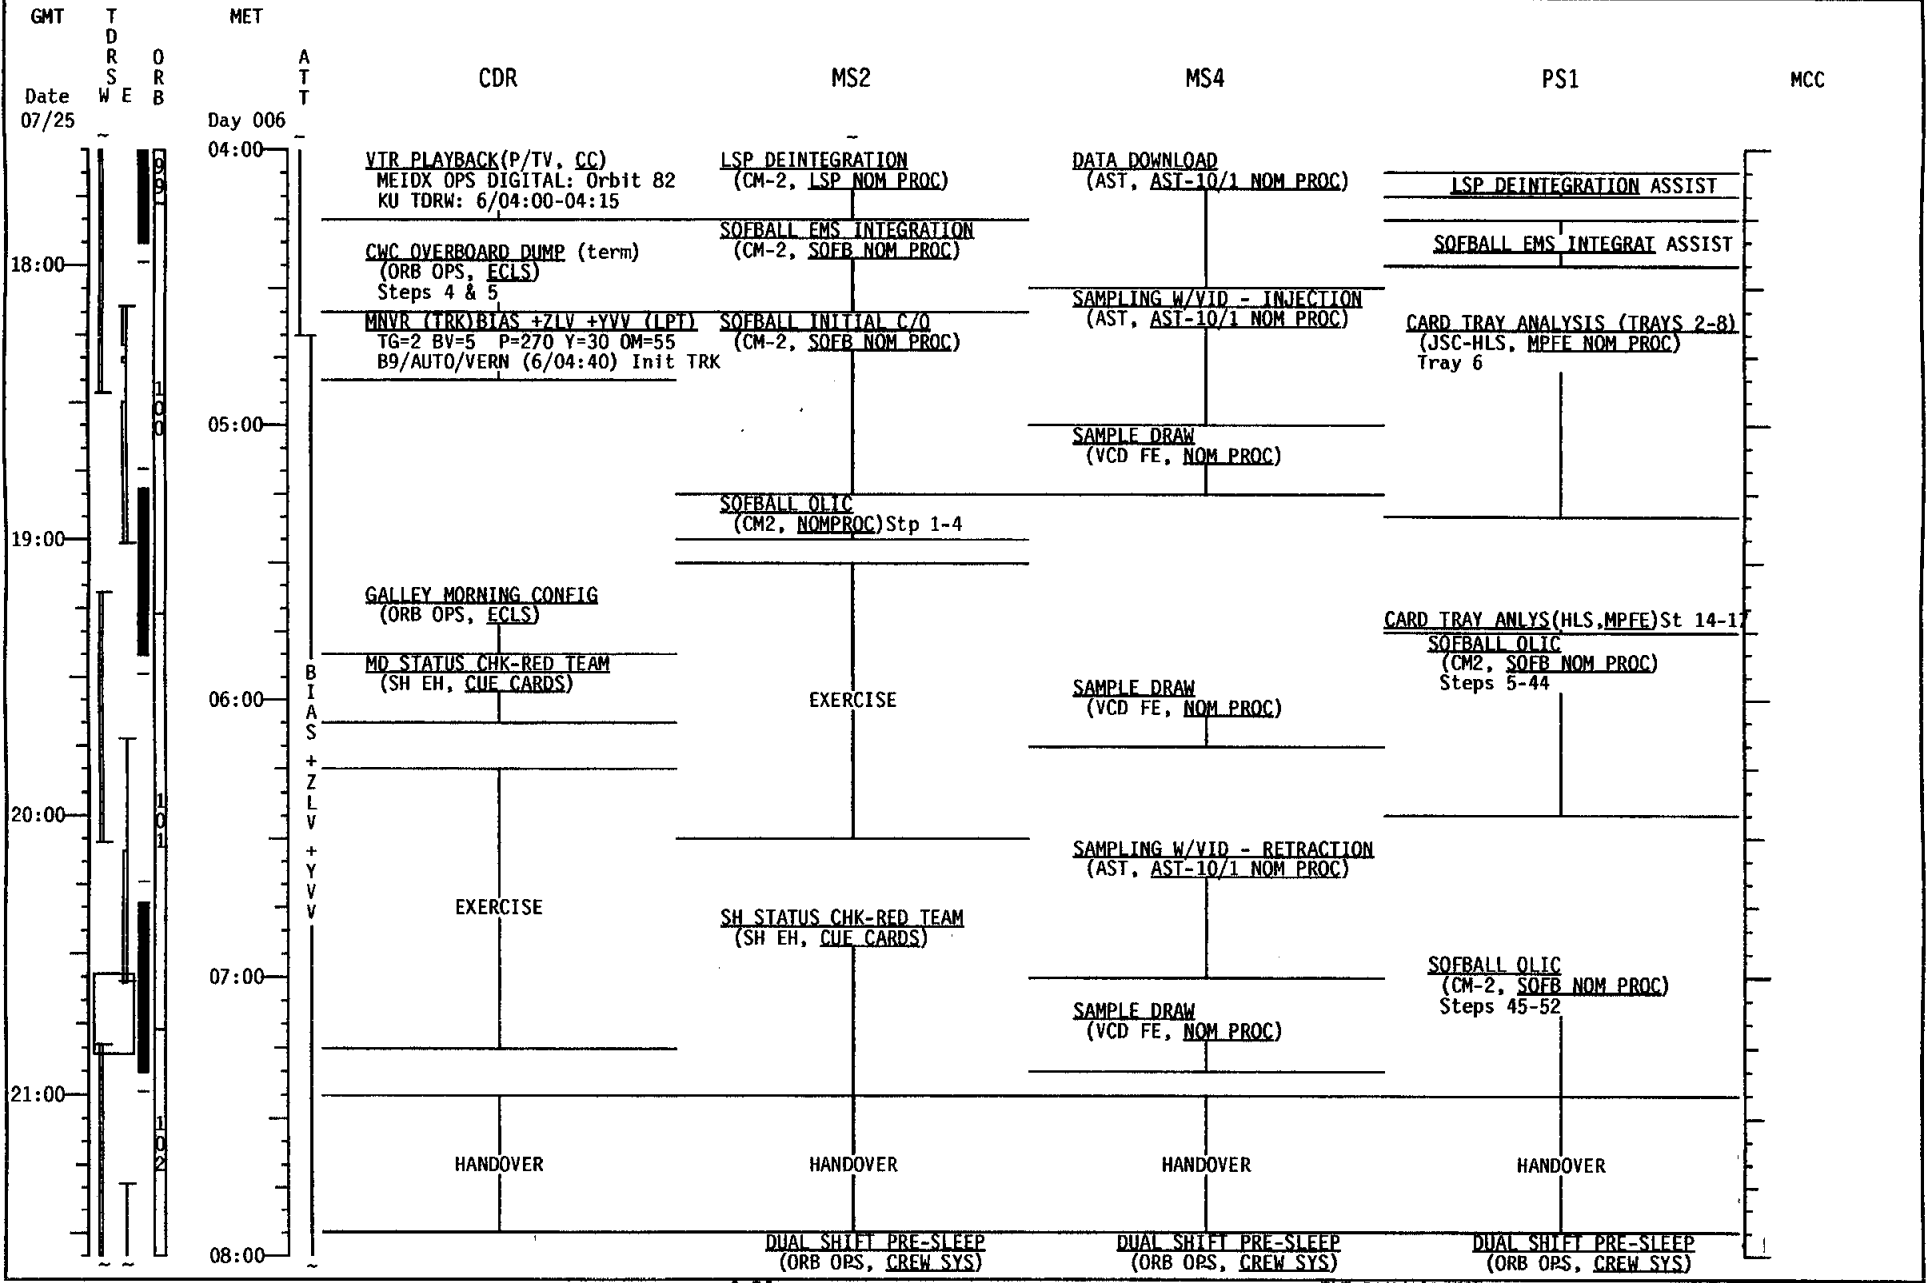 GMT
TDRS
W E
ORB
MET
ATT
CDR
MS2
MS4
PS1
MCC
Date
07/25
Day 006
18:00
19:00
20:00
21:00
99
100
101
102
04:00
05:00
06:00
07:00
08:00
BIAS +ZLV +YVV
VTR PLAYBACK(P/TV, CC)
MEIDX OPS DIGITAL: Orbit 82
KU TDRW: 6/04:00-04:15
CWC OVERBOARD DUMP (term)
(ORB OPS, ECLS)
Steps 4 & 5
MNVR (TRK)BIAS +ZLV +YVV (LPT)
TG=2 BV=5 P=270 Y=30 OM=55
B9/AUTO/VERN (6/04:40) Init TRK
GALLEY MORNING CONFIG
(ORB OPS, ECLS)
MD STATUS CHK-RED TEAM
(SH EH, CUE CARDS)
EXERCISE
HANDOVER
LSP DEINTEGRATION
(CM-2, LSP NOM PROC)
SOFBALL EMS INTEGRATION
(CM-2, SOFB NOM PROC)
SOFBALL INITIAL C/O
(CM-2, SOFB NOM PROC)
SOFBALL OLIC
(CM2, NOMPROC)Stp 1-4
EXERCISE
SH STATUS CHK-RED TEAM
(SH EH, CUE CARDS)
HANDOVER
DUAL SHIFT PRE-SLEEP
(ORB OPS, CREW SYS)
DATA DOWNLOAD
(AST, AST-10/1 NOM PROC)
SAMPLING W/VID - INJECTION
(AST, AST-10/1 NOM PROC)
SAMPLE DRAW
(VCD FE, NOM PROC)
SAMPLE DRAW
(VCD FE, NOM PROC)
SAMPLING W/VID - RETRACTION
(AST, AST-10/1 NOM PROC)
SAMPLE DRAW
(VCD FE, NOM PROC)
HANDOVER
DUAL SHIFT PRE-SLEEP
(ORB OPS, CREW SYS)
LSP DEINTEGRATION ASSIST
SOFBALL EMS INTEGRAT ASSIST
CARD TRAY ANALYSIS (TRAYS 2-8)
(JSC-HLS, MPFE NOM PROC)
Tray 6
CARD TRAY ANLYS(HLS,MPFE)St 14-17
SOFBALL OLIC
(CM2, SOFB NOM PROC)
Steps 5-44
SOFBALL OLIC
(CM-2, SOFB NOM PROC)
Steps 45-52
HANDOVER
DUAL SHIFT PRE-SLEEP
(ORB OPS, CREW SYS)